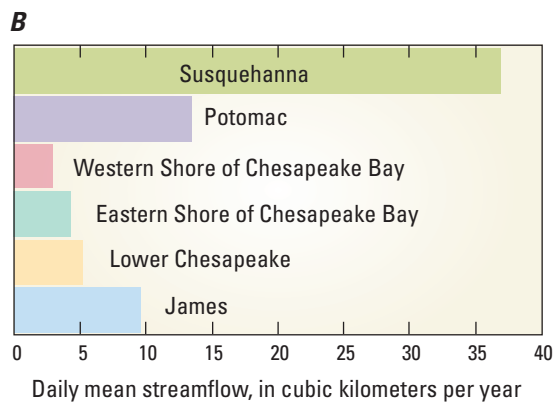 B
Susquehanna
Potomac
Western Shore of Chesapeake Bay
Eastern Shore of Chesapeake Bay
Lower Chesapeake
James
0 5 10 15 20 25 30 35 40
Daily mean streamflow, in cubic kilometers per year